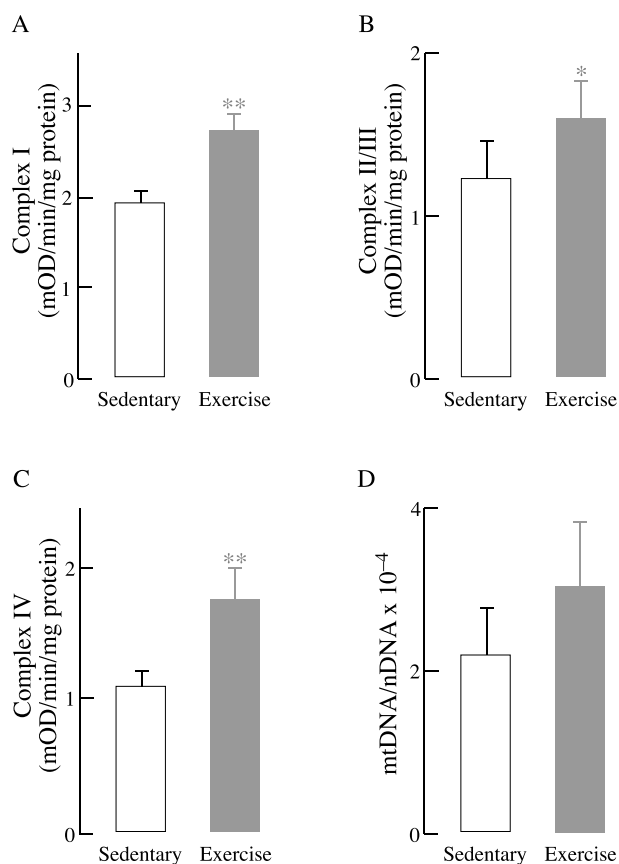 A
Complex I
(mOD/min/mg protein)
3
2
1
0
**
Sedentary
Exercise
B
Complex II/III
(mOD/min/mg protein)
2
1
0
*
Sedentary
Exercise
C
Complex IV
(mOD/min/mg protein)
2
1
0
**
Sedentary
Exercise
D
mtDNA/nDNA x 10⁻⁴
4
2
0
Sedentary
Exercise